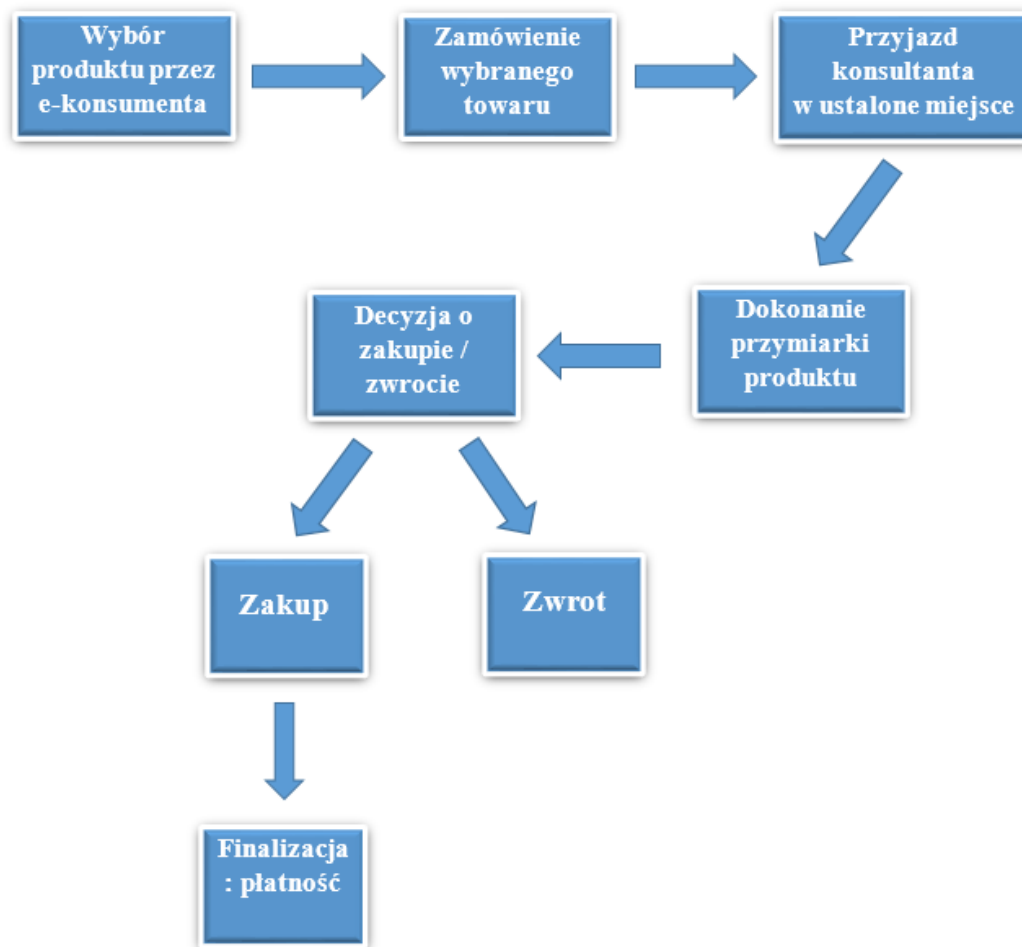 Wybór
produktu przez
e-konsumenta
Zamówienie
wybranego
towaru
Przyjazd
konsultanta
w ustalone miejsce
Dokonanie
przymiarki
produktu
Decyzja o
zakupie /
zwrocie
Zakup
Zwrot
Finalizacja
: płatność